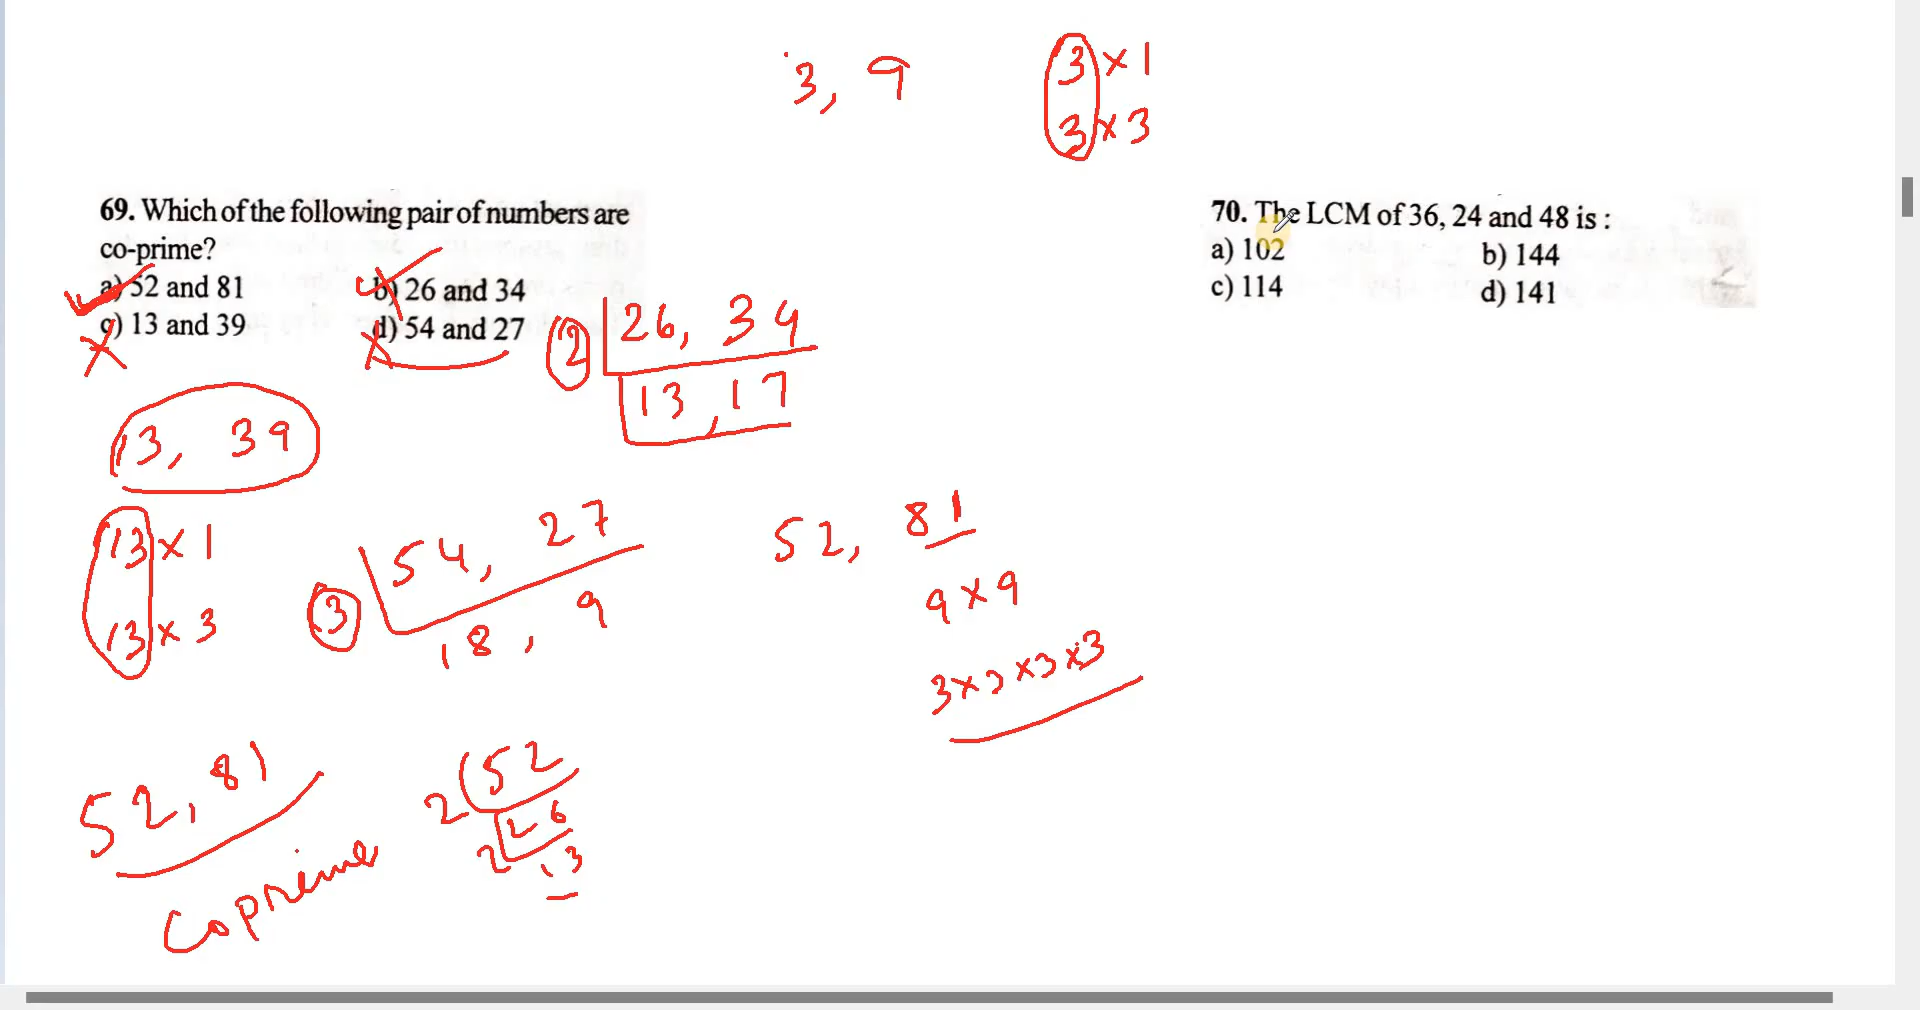 3, 9
3 × 1
3 × 3
69. Which of the following pair of numbers are
co-prime?
a) 52 and 81
b) 26 and 34
c) 13 and 39
d) 54 and 27
70. The LCM of 36, 24 and 48 is :
a) 102
b) 144
c) 114
d) 141
2 26, 34
13, 17
13, 39
13 × 1
13 × 3
3 54, 27
18, 9
52, 81
9 × 9
3 × 3 × 3 × 3
52, 81
Coprime
2 52
2 26
13